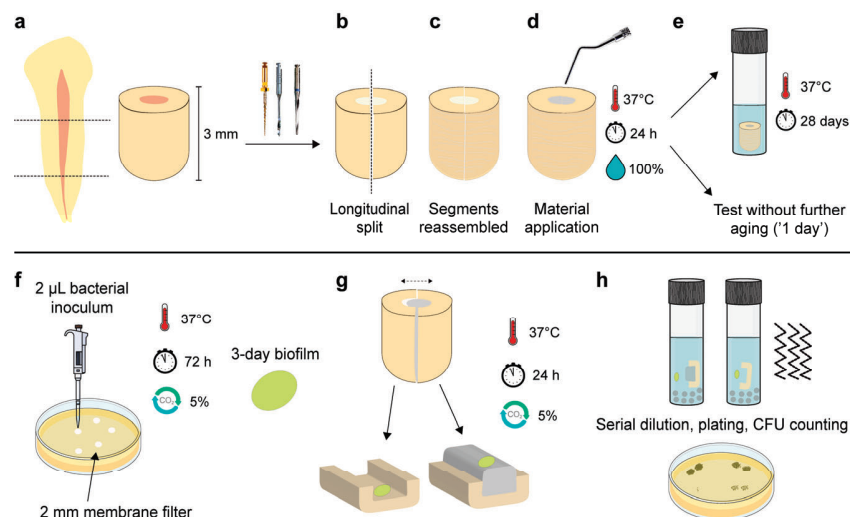 a
3 mm
b
Longitudinal
split
c
Segments
reassembled
d
Material
application
37°C
24 h
100%
e
37°C
28 days
Test without further
aging ('1 day')
f
2 µL bacterial
inoculum
37°C
72 h
CO₂
5%
3-day biofilm
2 mm membrane filter
g
37°C
24 h
CO₂
5%
h
Serial dilution, plating, CFU counting